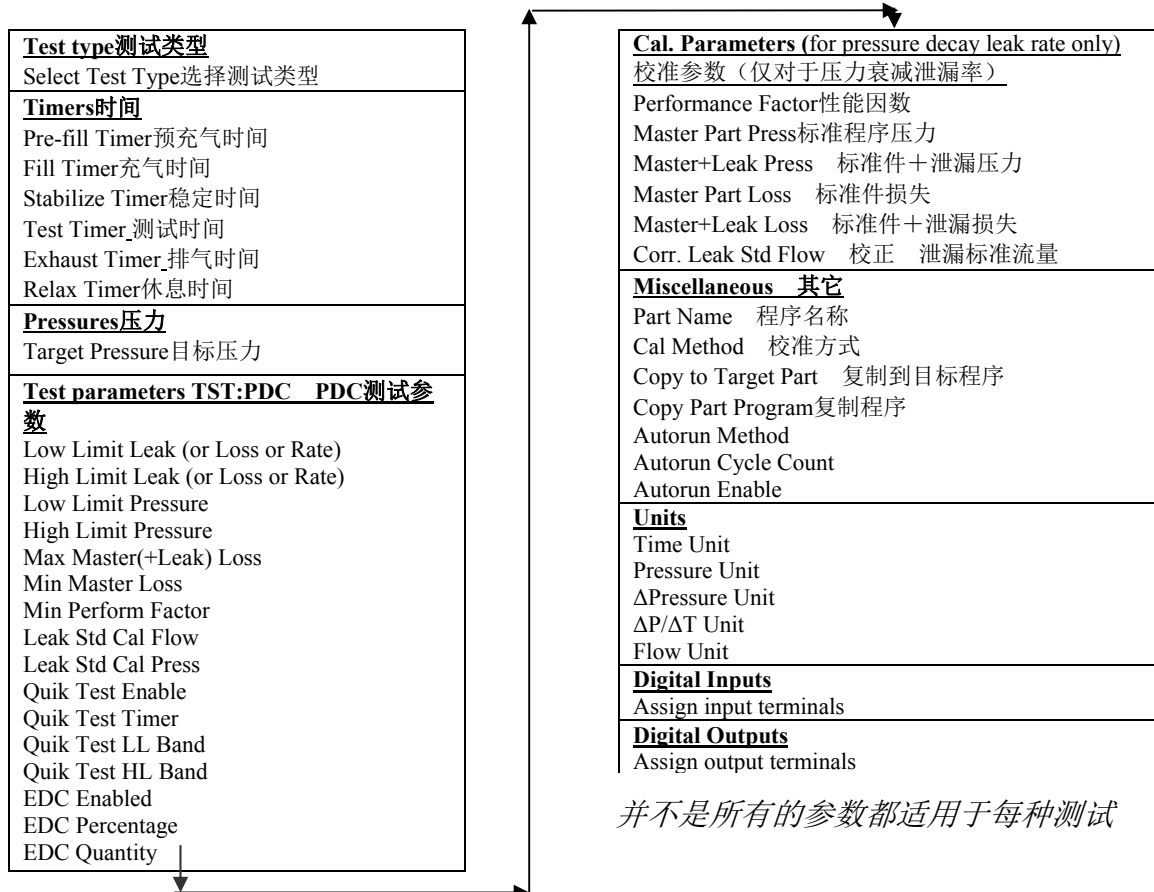 Test type测试类型
Select Test Type选择测试类型
Timers时间
Pre-fill Timer预充气时间
Fill Timer充气时间
Stabilize Timer稳定时间
Test Timer 测试时间
Exhaust Timer 排气时间
Relax Timer休息时间
Pressures压力
Target Pressure目标压力
Test parameters TST:PDC PDC测试参
数
Low Limit Leak (or Loss or Rate)
High Limit Leak (or Loss or Rate)
Low Limit Pressure
High Limit Pressure
Max Master(+Leak) Loss
Min Master Loss
Min Perform Factor
Leak Std Cal Flow
Leak Std Cal Press
Quik Test Enable
Quik Test Timer
Quik Test LL Band
Quik Test HL Band
EDC Enabled
EDC Percentage
EDC Quantity
Cal. Parameters (for pressure decay leak rate only)
校准参数（仅对于压力衰减泄漏率）
Performance Factor性能因数
Master Part Press标准程序压力
Master+Leak Press 标准件＋泄漏压力
Master Part Loss 标准件损失
Master+Leak Loss 标准件＋泄漏损失
Corr. Leak Std Flow 校正 泄漏标准流量
Miscellaneous 其它
Part Name 程序名称
Cal Method 校准方式
Copy to Target Part 复制到目标程序
Copy Part Program复制程序
Autorun Method
Autorun Cycle Count
Autorun Enable
Units
Time Unit
Pressure Unit
ΔPressure Unit
ΔP/ΔT Unit
Flow Unit
Digital Inputs
Assign input terminals
Digital Outputs
Assign output terminals
并不是所有的参数都适用于每种测试